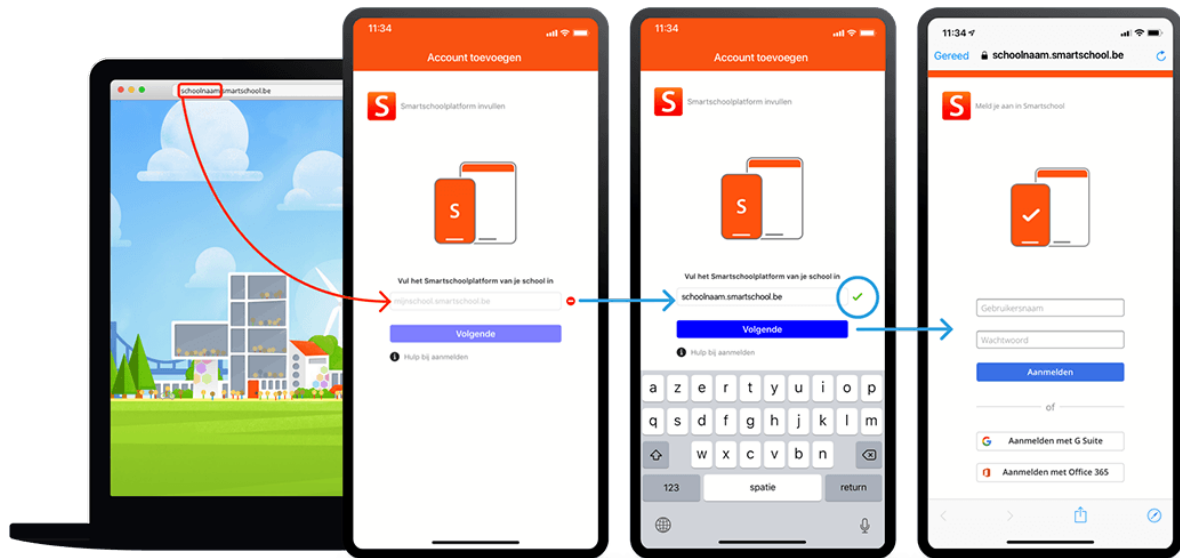 schoolnaam.smartschool.be
11:34
Account toevoegen
S
Smartschoolplatform invullen
S
Vul het Smartschoolplatform van je school in
mijnschool.smartschool.be
Volgende
Hulp bij aanmelden
11:34
Account toevoegen
S
Smartschoolplatform invullen
S
Vul het Smartschoolplatform van je school in
schoolnaam.smartschool.be
Volgende
Hulp bij aanmelden
a z e r t y u i o p
q s d f g h j k l m
w x c v b n
123 spatie return
11:34
Gereed schoolnaam.smartschool.be
S
Meld je aan in Smartschool
Gebruikersnaam
Wachtwoord
Aanmelden
of
Aanmelden met G Suite
Aanmelden met Office 365